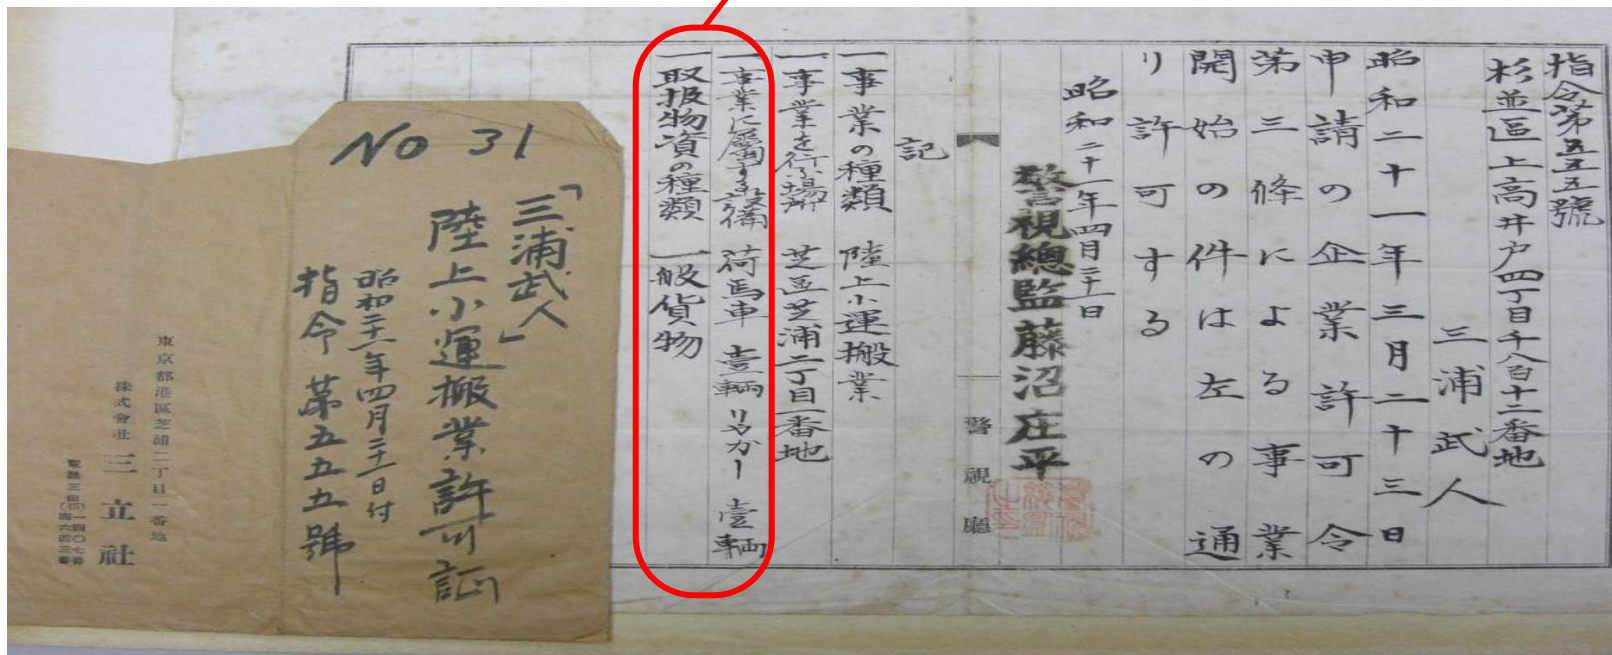 指令第五五五號
杉並區上高井戸四丁目千八百十二番地
三浦武人
昭和二十一年三月二十三日
申請の企業許可令
第三條による事業
開始の件は左の通
り許可する
昭和二十一年四月二十二日
警視總監藤沼庄平
警視廳
記
一事業の種類 陸上小運搬業
一事業を行ふ場所 芝區芝浦二丁目一番地
一事業に屬する設備 荷馬車 壹輌 リヤカー 壹輌
一取扱物資の種類 一般貨物
NO 31
「三浦武人」
陸上小運搬業許可証
昭和二十一年四月二十二日付
指令第五五五號
東京都港區芝浦二丁目一番地
株式會社 三立社